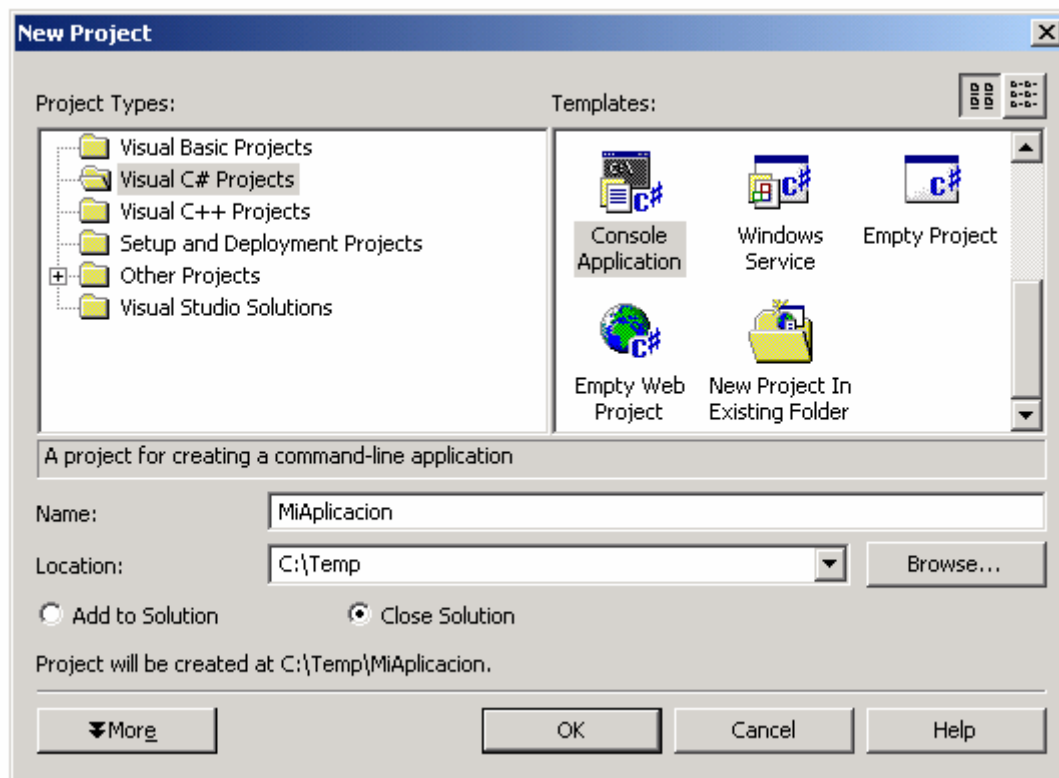 New Project
Project Types:
Templates:
Visual Basic Projects
Visual C# Projects
Visual C++ Projects
Setup and Deployment Projects
Other Projects
Visual Studio Solutions
Console
Application
Windows
Service
Empty Project
Empty Web
Project
New Project In
Existing Folder
A project for creating a command-line application
Name:
MiAplicacion
Location:
C:\Temp
Browse...
Add to Solution
Close Solution
Project will be created at C:\Temp\MiAplicacion.
More
OK
Cancel
Help